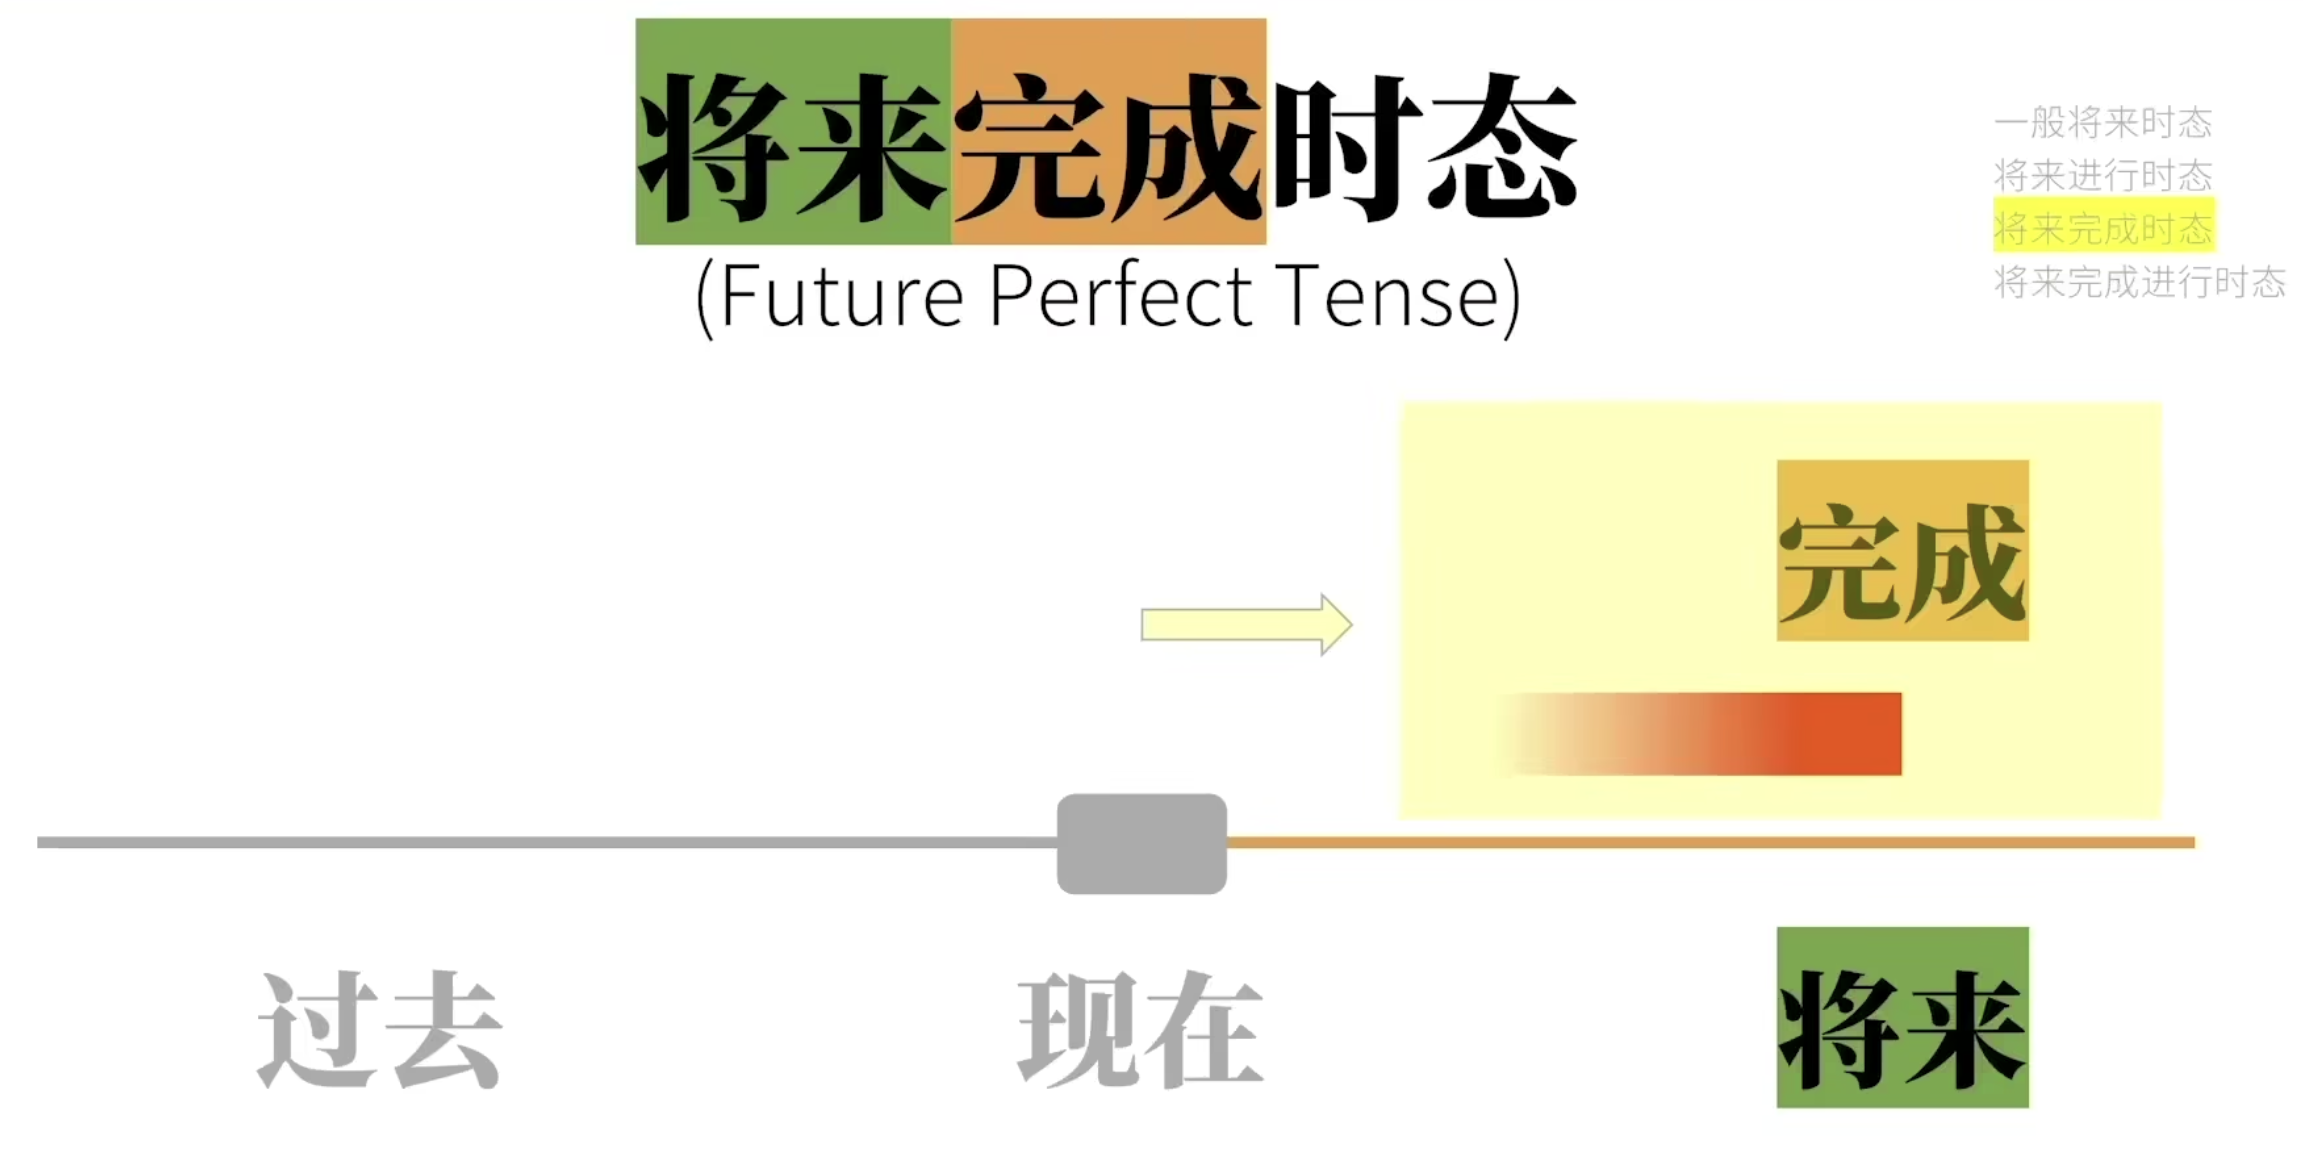 将来完成时态
(Future Perfect Tense)
一般将来时态
将来进行时态
将来完成时态
将来完成进行时态
完成
过去
现在
将来